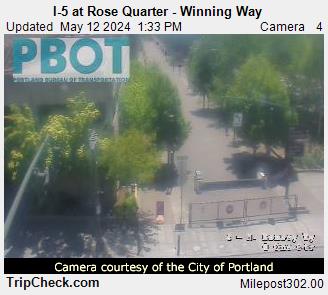 I-5 at Rose Quarter - Winning Way
Updated May 12 2024 1:33 PM Camera 4
PBOT
PORTLAND BUREAU OF TRANSPORTATION
Camera courtesy of the City of Portland
TripCheck.com Milepost302.00